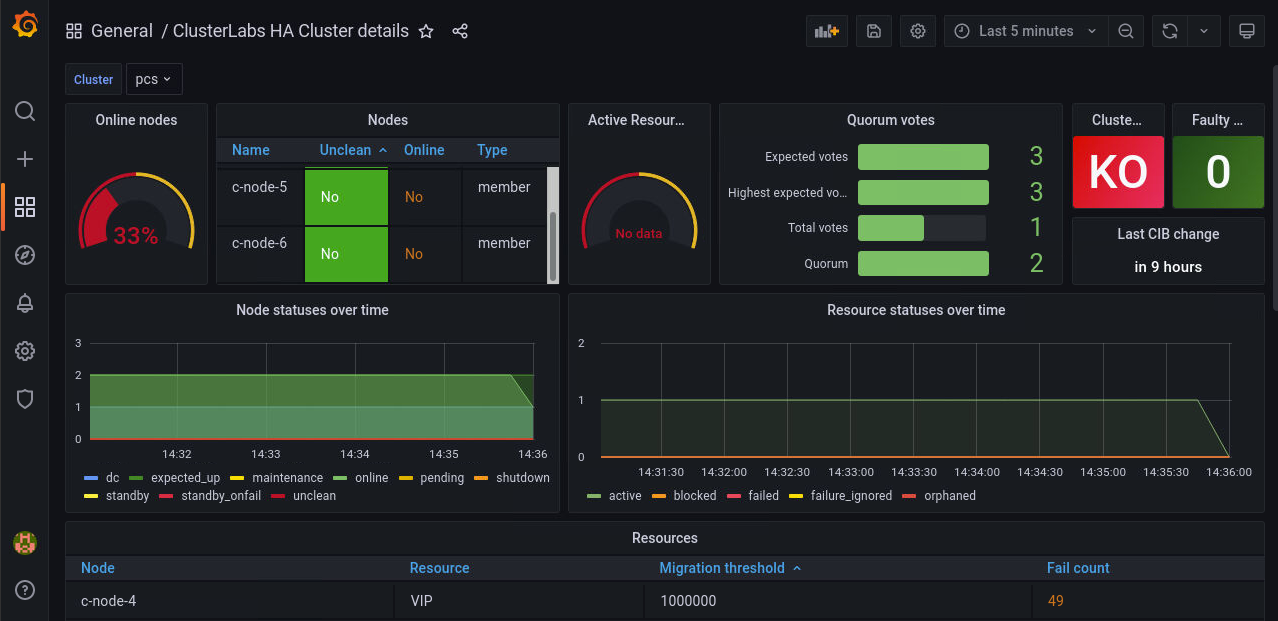 General / ClusterLabs HA Cluster details
Last 5 minutes
Cluster pcs
Online nodes
33%
Nodes
Name Unclean Online Type
c-node-5 No No member
c-node-6 No No member
Active Resour...
No data
Quorum votes
Expected votes 3
Highest expected vo... 3
Total votes 1
Quorum 2
Cluste...
KO
Faulty ...
0
Last CIB change
in 9 hours
Node statuses over time
3
2
1
0
14:32 14:33 14:34 14:35 14:36
dc expected_up maintenance online pending shutdown
standby standby_onfail unclean
Resource statuses over time
2
1
0
14:31:30 14:32:00 14:32:30 14:33:00 14:33:30 14:34:00 14:34:30 14:35:00 14:35:30 14:36:00
active blocked failed failure_ignored orphaned
Resources
Node Resource Migration threshold Fail count
c-node-4 VIP 1000000 49